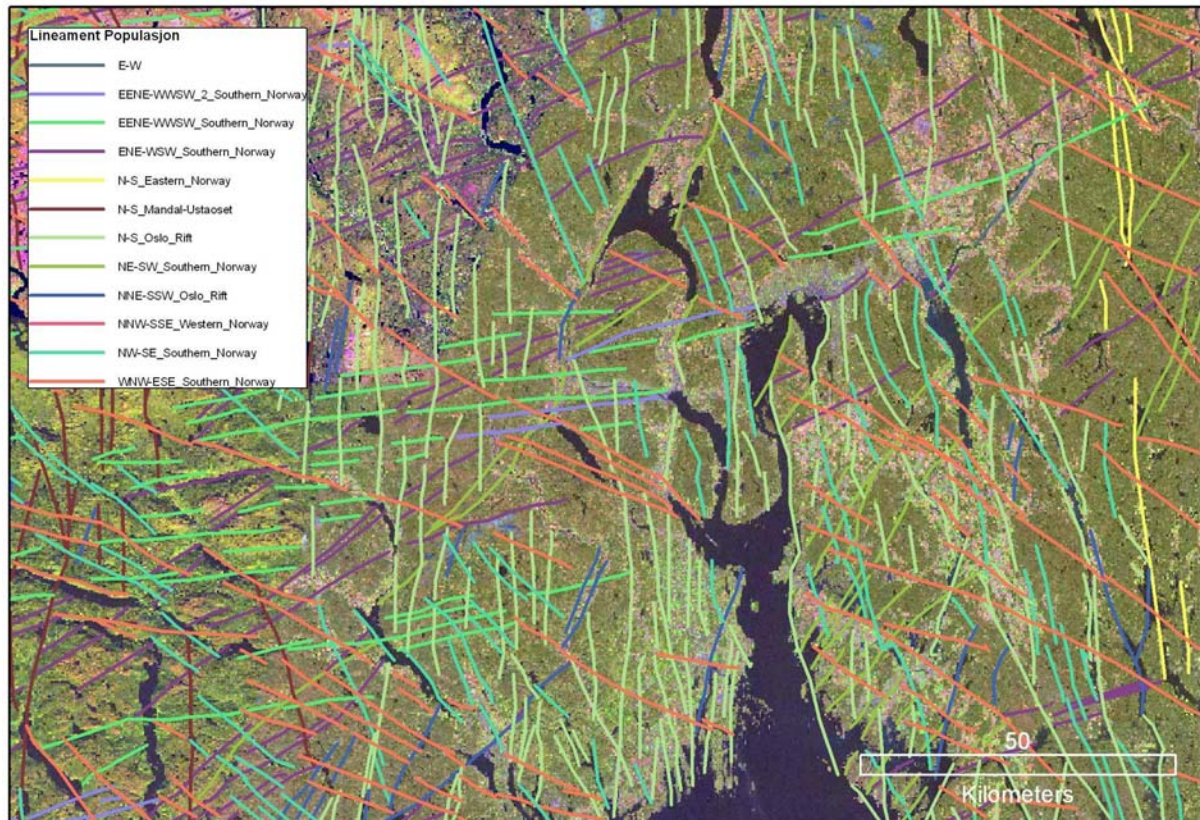 Lineament Populasjon
E-W
EENE-WWSW_2_Southern_Norway
EENE-WWSW_Southern_Norway
ENE-WSW_Southern_Norway
N-S_Eastern_Norway
N-S_Mandal-Ustaoset
N-S_Oslo_Rift
NE-SW_Southern_Norway
NNE-SSW_Oslo_Rift
NNW-SSE_Western_Norway
NW-SE_Southern_Norway
WNW-ESE_Southern_Norway
50
Kilometers